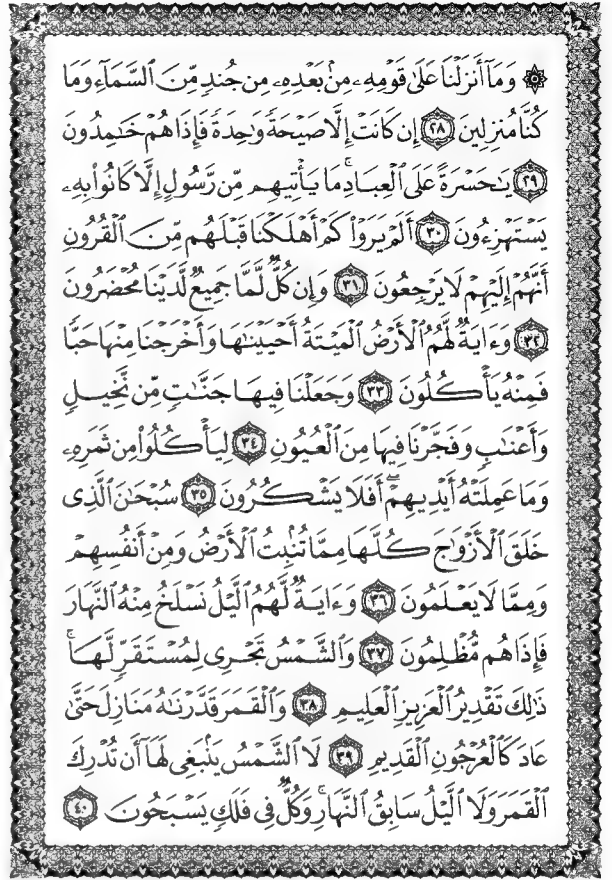 ۞ وَمَآ أَنزَلْنَا عَلَىٰ قَوْمِهِۦ مِنۢ بَعْدِهِۦ مِن جُندٍ مِّنَ ٱلسَّمَآءِ وَمَا
كُنَّا مُنزِلِينَ ٢٨ إِن كَانَتْ إِلَّا صَيْحَةً وَٰحِدَةً فَإِذَا هُمْ خَٰمِدُونَ
٢٩ يَٰحَسْرَةً عَلَى ٱلْعِبَادِ ۚ مَا يَأْتِيهِم مِّن رَّسُولٍ إِلَّا كَانُوا۟ بِهِۦ
يَسْتَهْزِءُونَ ٣٠ أَلَمْ يَرَوْا۟ كَمْ أَهْلَكْنَا قَبْلَهُم مِّنَ ٱلْقُرُونِ
أَنَّهُمْ إِلَيْهِمْ لَا يَرْجِعُونَ ٣١ وَإِن كُلٌّ لَّمَّا جَمِيعٌ لَّدَيْنَا مُحْضَرُونَ
٣٢ وَءَايَةٌ لَّهُمُ ٱلْأَرْضُ ٱلْمَيْتَةُ أَحْيَيْنَٰهَا وَأَخْرَجْنَا مِنْهَا حَبًّا
فَمِنْهُ يَأْكُلُونَ ٣٣ وَجَعَلْنَا فِيهَا جَنَّٰتٍ مِّن نَّخِيلٍ
وَأَعْنَٰبٍ وَفَجَّرْنَا فِيهَا مِنَ ٱلْعُيُونِ ٣٤ لِيَأْكُلُوا۟ مِن ثَمَرِهِۦ
وَمَا عَمِلَتْهُ أَيْدِيهِمْ ۖ أَفَلَا يَشْكُرُونَ ٣٥ سُبْحَٰنَ ٱلَّذِى
خَلَقَ ٱلْأَزْوَٰجَ كُلَّهَا مِمَّا تُنۢبِتُ ٱلْأَرْضُ وَمِنْ أَنفُسِهِمْ
وَمِمَّا لَا يَعْلَمُونَ ٣٦ وَءَايَةٌ لَّهُمُ ٱلَّيْلُ نَسْلَخُ مِنْهُ ٱلنَّهَارَ
فَإِذَا هُم مُّظْلِمُونَ ٣٧ وَٱلشَّمْسُ تَجْرِى لِمُسْتَقَرٍّ لَّهَا ۚ
ذَٰلِكَ تَقْدِيرُ ٱلْعَزِيزِ ٱلْعَلِيمِ ٣٨ وَٱلْقَمَرَ قَدَّرْنَٰهُ مَنَازِلَ حَتَّىٰ
عَادَ كَٱلْعُرْجُونِ ٱلْقَدِيمِ ٣٩ لَا ٱلشَّمْسُ يَنۢبَغِى لَهَآ أَن تُدْرِكَ
ٱلْقَمَرَ وَلَا ٱلَّيْلُ سَابِقُ ٱلنَّهَارِ ۚ وَكُلٌّ فِى فَلَكٍ يَسْبَحُونَ ٤٠